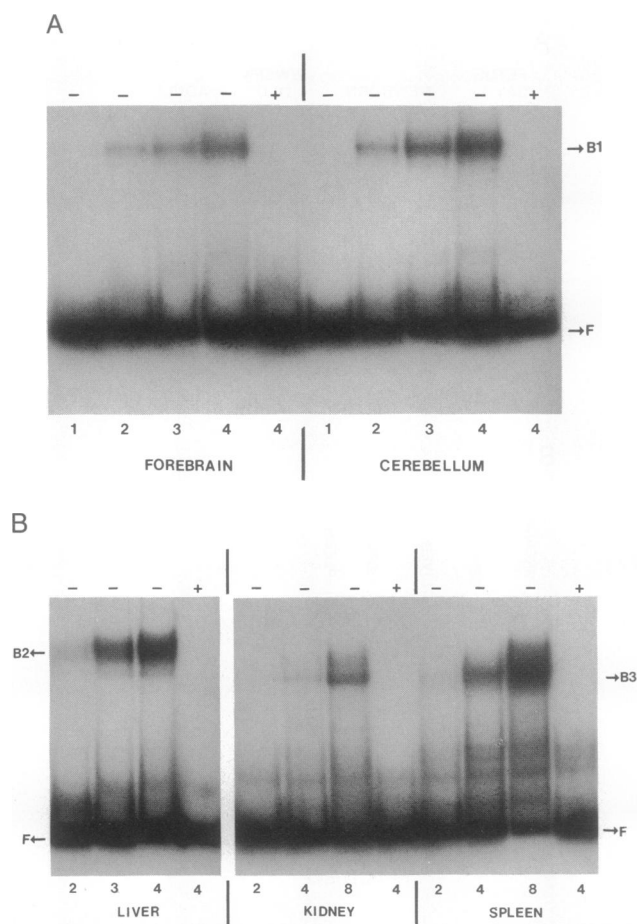 A
– – – – + – – – – +
→B1
→F
1 2 3 4 4 1 2 3 4 4
FOREBRAIN CEREBELLUM
B
– – – + – – – + – – – +
B2← →B3
F← →F
2 3 4 4 2 4 8 4 2 4 8 4
LIVER KIDNEY SPLEEN